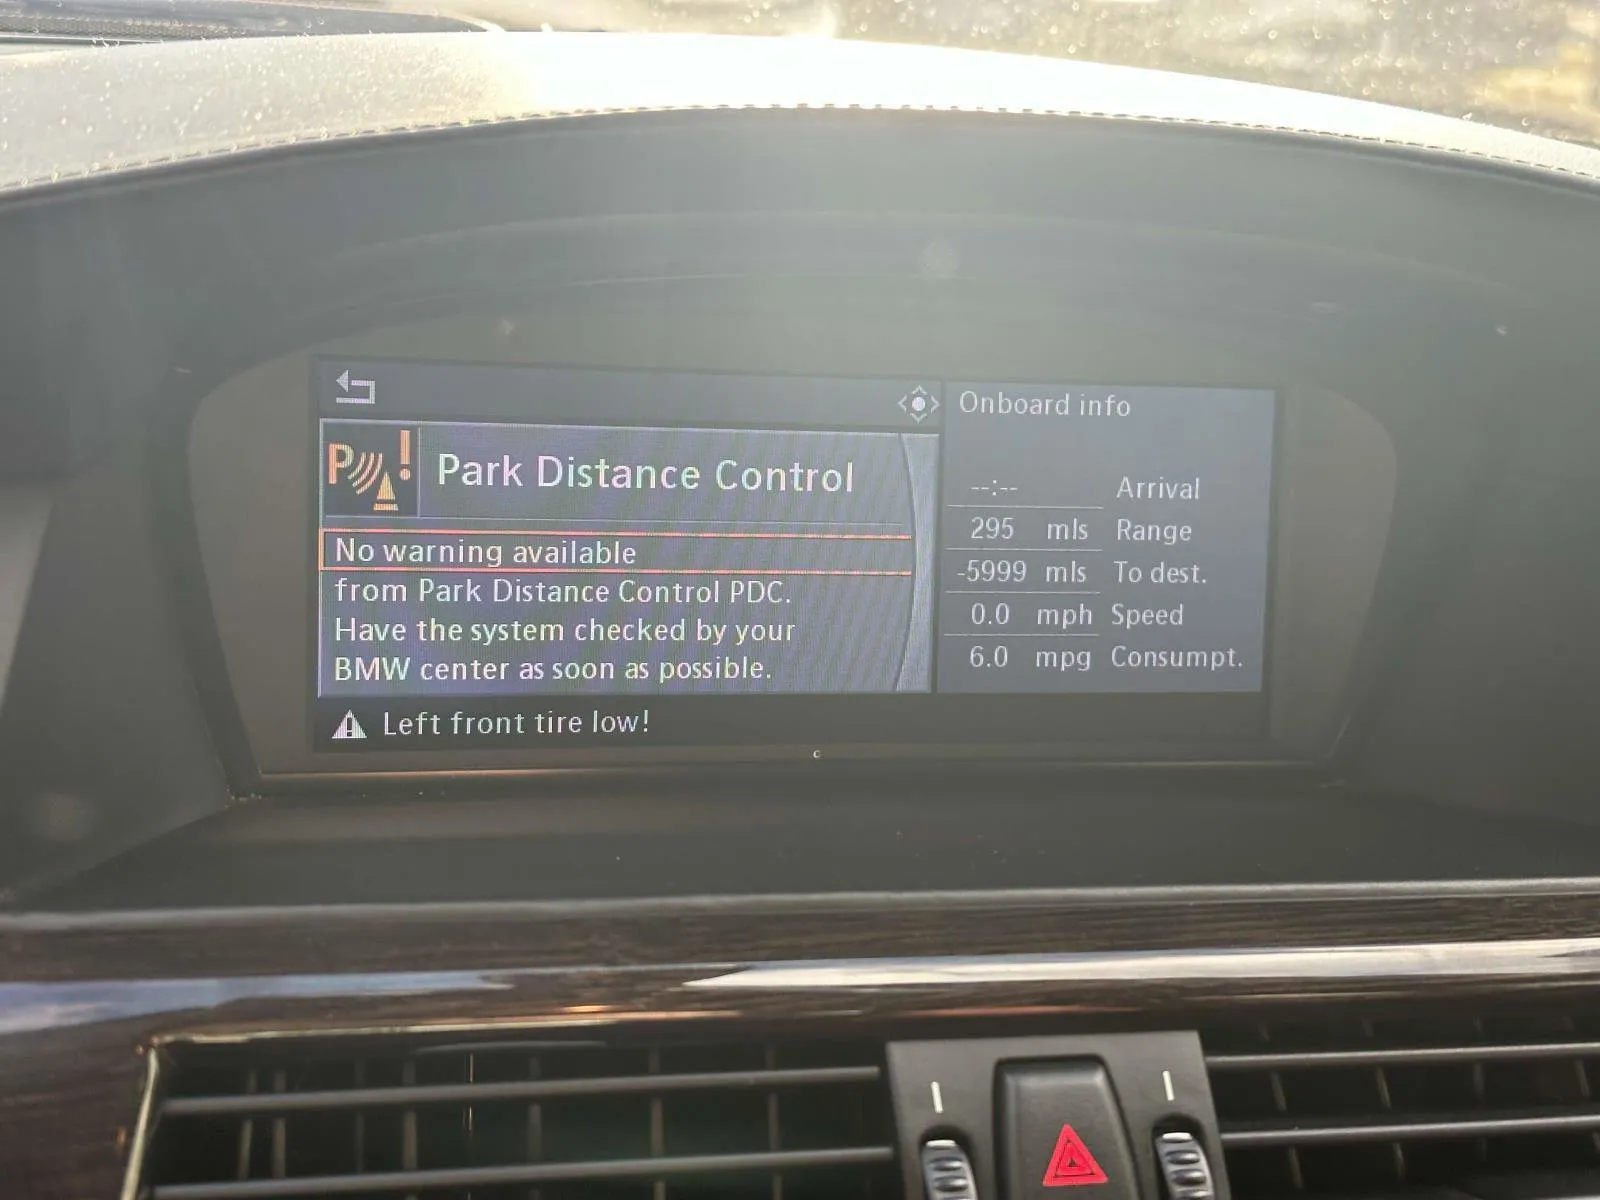 Park Distance Control
No warning available
from Park Distance Control PDC.
Have the system checked by your
BMW center as soon as possible.
Left front tire low!
Onboard info
--:-- Arrival
295 mls Range
-5999 mls To dest.
0.0 mph Speed
6.0 mpg Consumpt.
P !
c